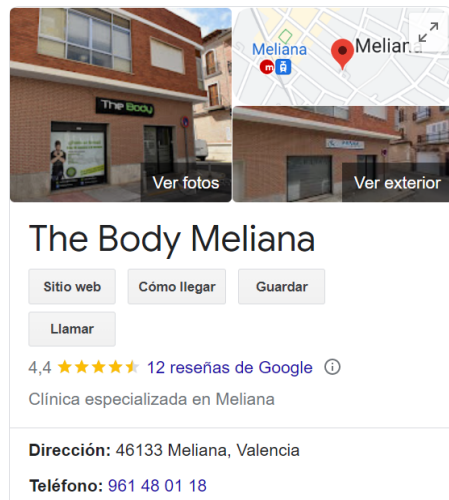 Meliana
Meliana
The Body
Ver fotos
Ver exterior
The Body Meliana
Sitio web
Cómo llegar
Guardar
Llamar
4,4
12 reseñas de Google
Clínica especializada en Meliana
Dirección: 46133 Meliana, Valencia
Teléfono: 961 48 01 18